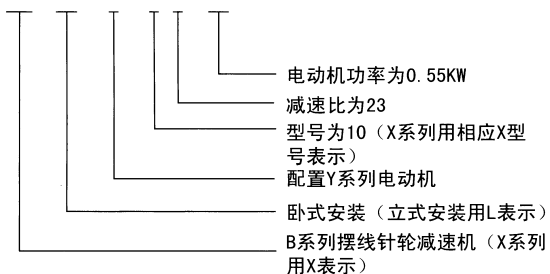 电动机功率为0.55KW
减速比为23
型号为10（X系列用相应X型
号表示）
配置Y系列电动机
卧式安装（立式安装用L表示）
B系列摆线针轮减速机（X系列
用X表示）